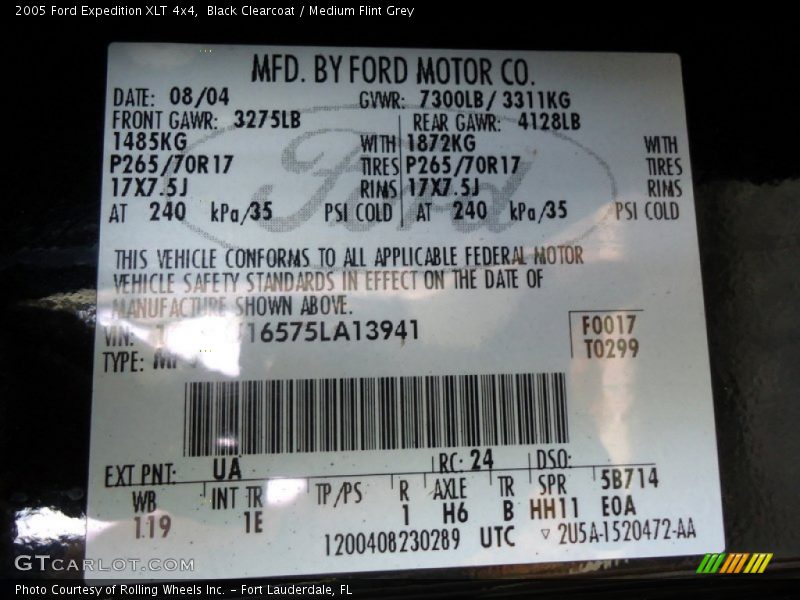 2005 Ford Expedition XLT 4x4, Black Clearcoat / Medium Flint Grey
MFD. BY FORD MOTOR CO.
DATE: 08/04 GVWR: 7300LB/ 3311KG
FRONT GAWR: 3275LB REAR GAWR: 4128LB
1485KG WITH 1872KG WITH
P265/70R17 TIRES P265/70R17 TIRES
17X7.5J RIMS 17X7.5J RIMS
AT 240 kPa/35 PSI COLD AT 240 kPa/35 PSI COLD
Ford
THIS VEHICLE CONFORMS TO ALL APPLICABLE FEDERAL MOTOR
VEHICLE SAFETY STANDARDS IN EFFECT ON THE DATE OF
MANUFACTURE SHOWN ABOVE.
VIN: 16575LA13941 F0017
TYPE: T0299
EXT PNT: UA RC: 24 DSO:
WB INT TR TP/PS R AXLE TR SPR 5B714
119 1E 1 H6 B HH11 E0A
1200408230289 UTC ▽ 2U5A-1520472-AA
GTCARLOT.COM
Photo Courtesy of Rolling Wheels Inc. - Fort Lauderdale, FL